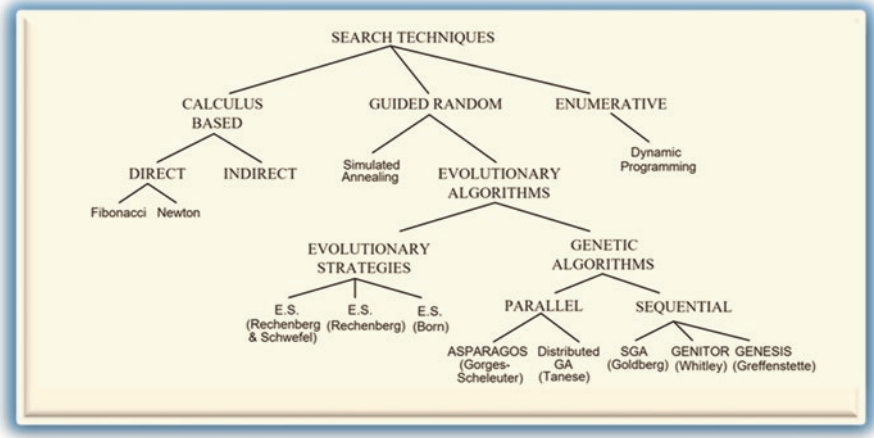 SEARCH TECHNIQUES
CALCULUS
BASED
GUIDED RANDOM
ENUMERATIVE
DIRECT
INDIRECT
Simulated
Annealing
EVOLUTIONARY
ALGORITHMS
Dynamic
Programming
Fibonacci
Newton
EVOLUTIONARY
STRATEGIES
GENETIC
ALGORITHMS
E.S.
(Rechenberg
& Schwefel)
E.S.
(Rechenberg)
E.S.
(Born)
PARALLEL
SEQUENTIAL
ASPARAGOS
(Gorges-
Scheleuter)
Distributed
GA
(Tanese)
SGA
(Goldberg)
GENITOR
(Whitley)
GENESIS
(Greffenstette)